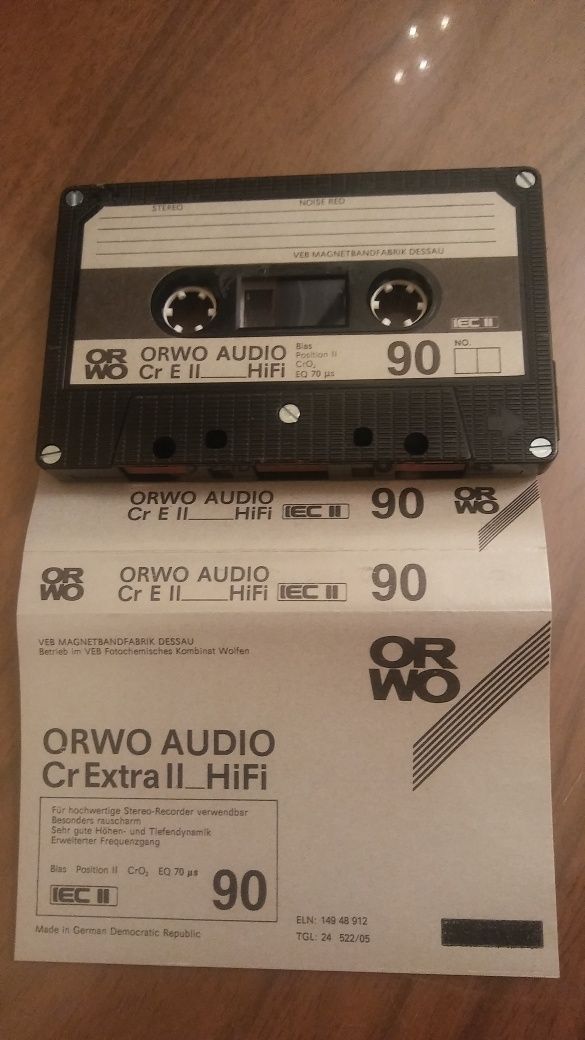 STEREO NOISE RED
VEB MAGNETBANDFABRIK DESSAU
IEC II
OR
WO
ORWO AUDIO
Cr E II___HiFi
Bias
Position II
CrO₂
EQ 70 µs
90
NO.
ORWO AUDIO
Cr E II___HiFi IEC II 90
OR
WO
OR
WO
ORWO AUDIO
Cr E II___HiFi IEC II 90
VEB MAGNETBANDFABRIK DESSAU
Betrieb im VEB Fotochemisches Kombinat Wolfen
OR
WO
ORWO AUDIO
Cr Extra II_HiFi
Für hochwertige Stereo-Recorder verwendbar
Besonders rauscharm
Sehr gute Höhen- und Tiefendynamik
Erweiterter Frequenzgang
Bias Position II CrO₂ EQ 70 µs
IEC II 90
Made in German Democratic Republic
ELN: 149 48 912
TGL: 24 522/05